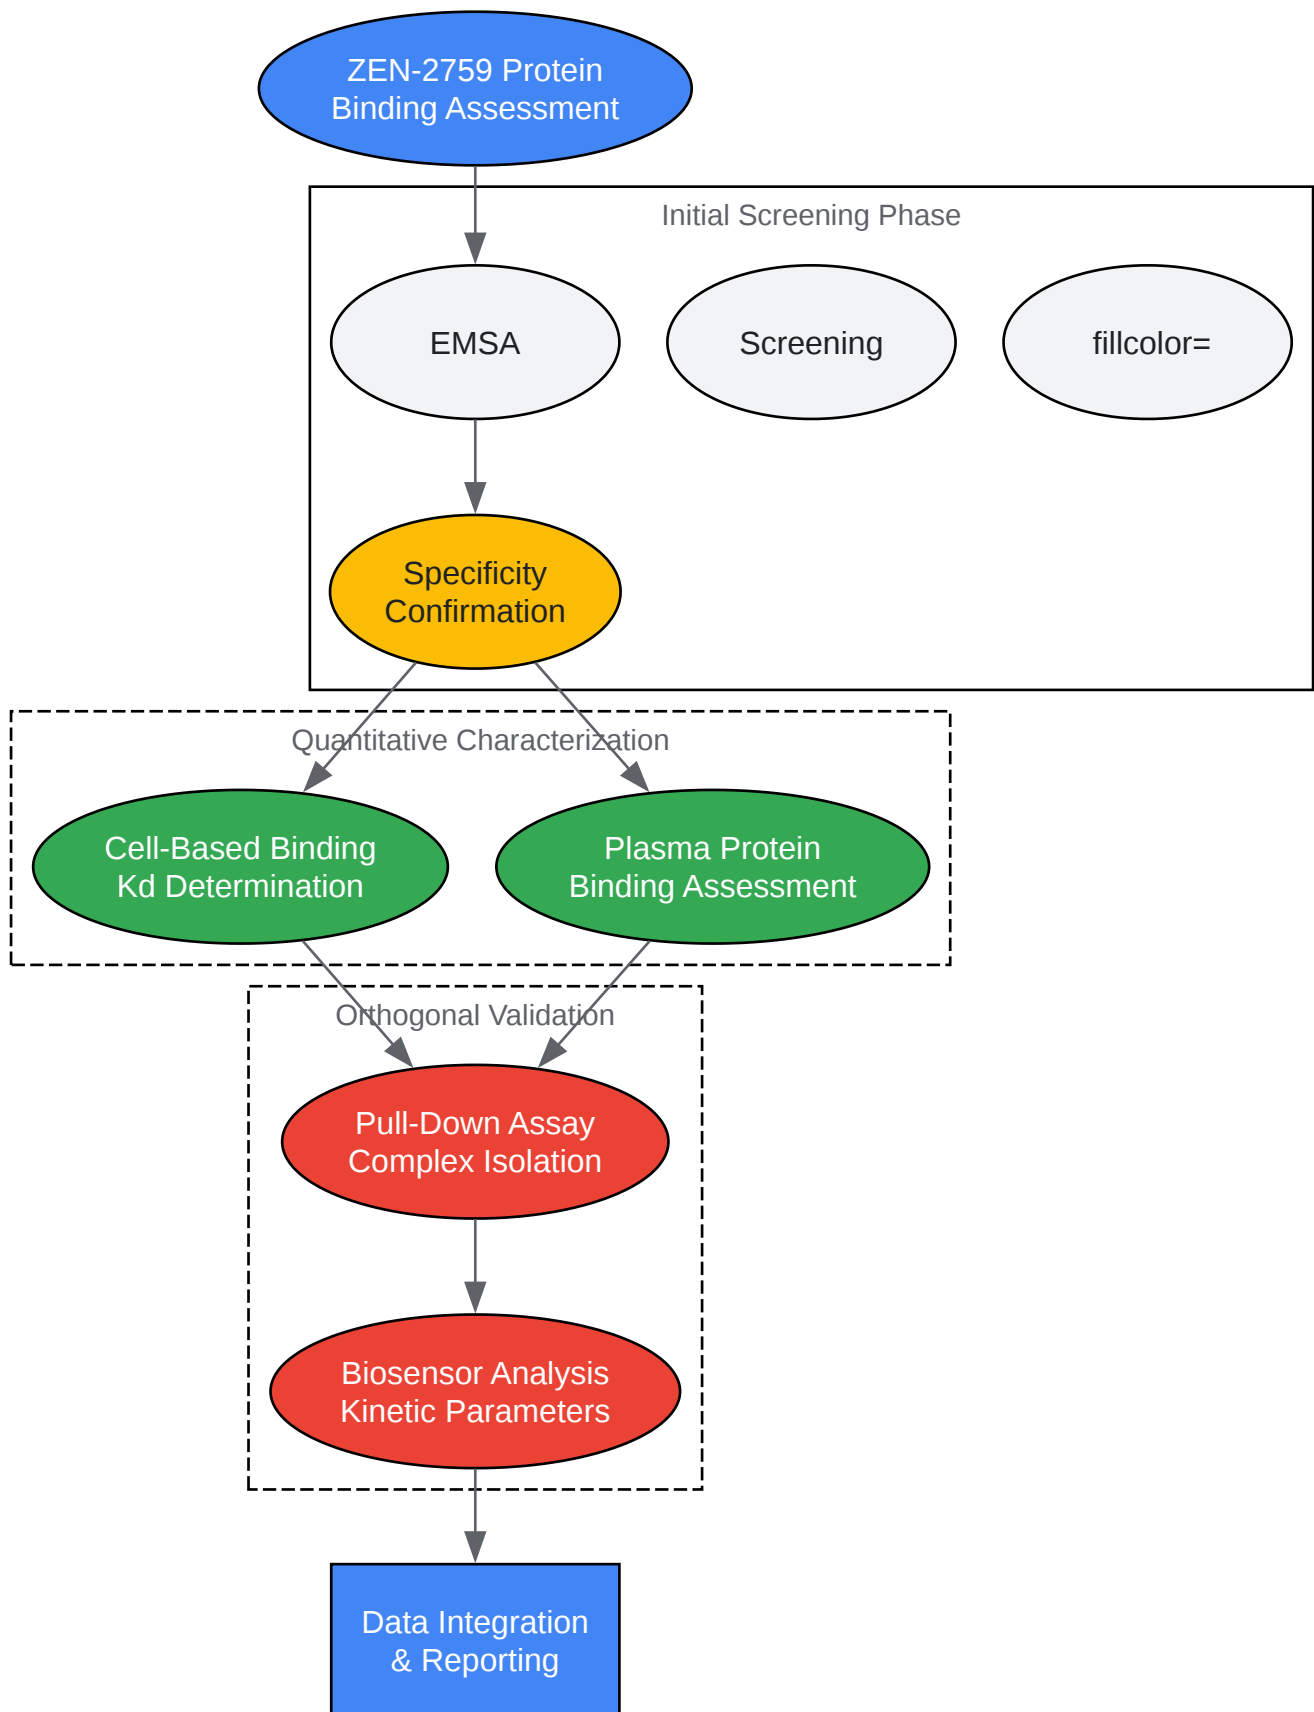 ZEN-2759 Protein
Binding Assessment
Initial Screening Phase
EMSA
Screening
fillcolor=
Specificity
Confirmation
Quantitative Characterization
Cell-Based Binding
Kd Determination
Plasma Protein
Binding Assessment
Orthogonal Validation
Pull-Down Assay
Complex Isolation
Biosensor Analysis
Kinetic Parameters
Data Integration
& Reporting